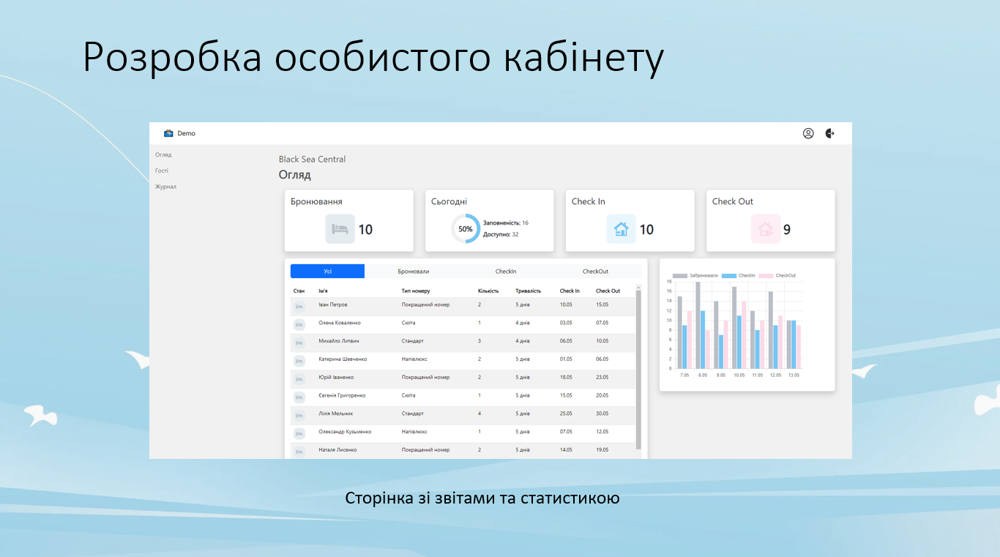 Розробка особистого кабінету
Demo
Огляд
Гості
Журнал
Black Sea Central
Огляд
Бронювання
10
Сьогодні
50%
Заповненість: 16
Доступно: 32
Check In
10
Check Out
9
Усі Бронювали CheckIn CheckOut
Стан Ім'я Тип номеру Кількість Тривалість Check In Check Out
Іван Петров Покращений номер 2 5 днів 10.05 15.05
Олена Коваленко Сюїта 1 4 днів 03.05 07.05
Михайло Литвин Стандарт 3 4 днів 06.05 10.05
Катерина Шевченко Напівлюкс 2 5 днів 01.05 06.05
Юрій Іваненко Покращений номер 2 5 днів 18.05 23.05
Євгенія Григоренко Сюїта 1 5 днів 15.05 20.05
Лілія Мельник Стандарт 4 5 днів 25.05 30.05
Олександр Кузьменко Напівлюкс 1 5 днів 07.05 12.05
Наталя Лисенко Покращений номер 2 5 днів 14.05 19.05
Забронювали CheckIn CheckOut
18
16
14
12
10
8
6
4
2
0
7.05 8.05 9.05 10.05 11.05 12.05 13.05
Сторінка зі звітами та статистикою